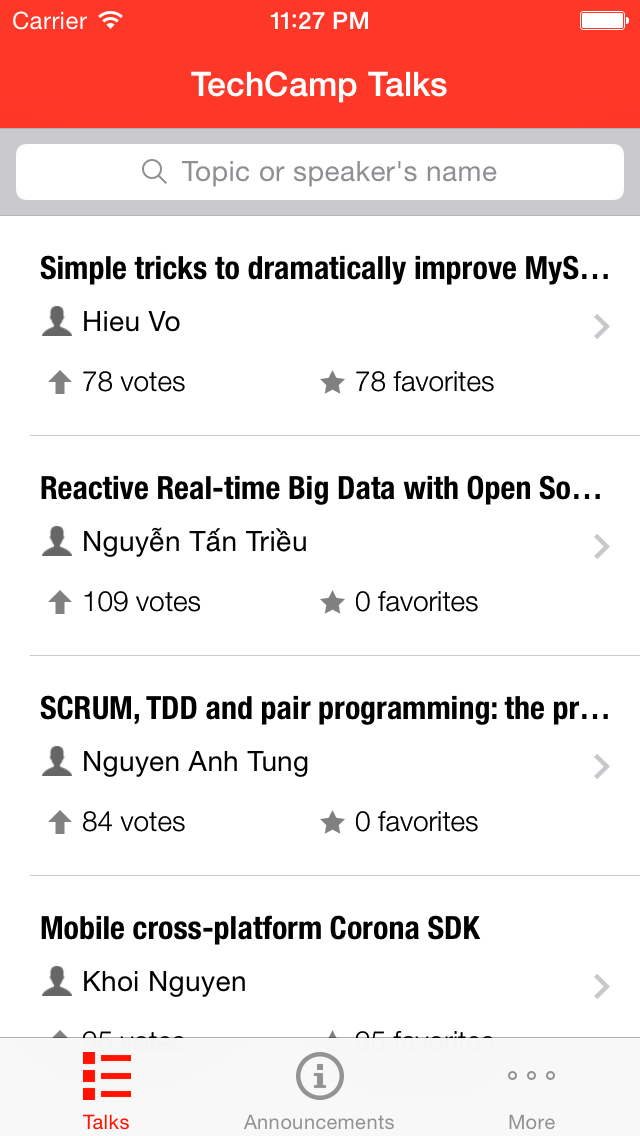 Carrier 11:27 PM
TechCamp Talks
Topic or speaker's name
Simple tricks to dramatically improve MyS...
Hieu Vo
78 votes 78 favorites
Reactive Real-time Big Data with Open So...
Nguyễn Tấn Triều
109 votes 0 favorites
SCRUM, TDD and pair programming: the pr...
Nguyen Anh Tung
84 votes 0 favorites
Mobile cross-platform Corona SDK
Khoi Nguyen
votes favorites
Talks Announcements More